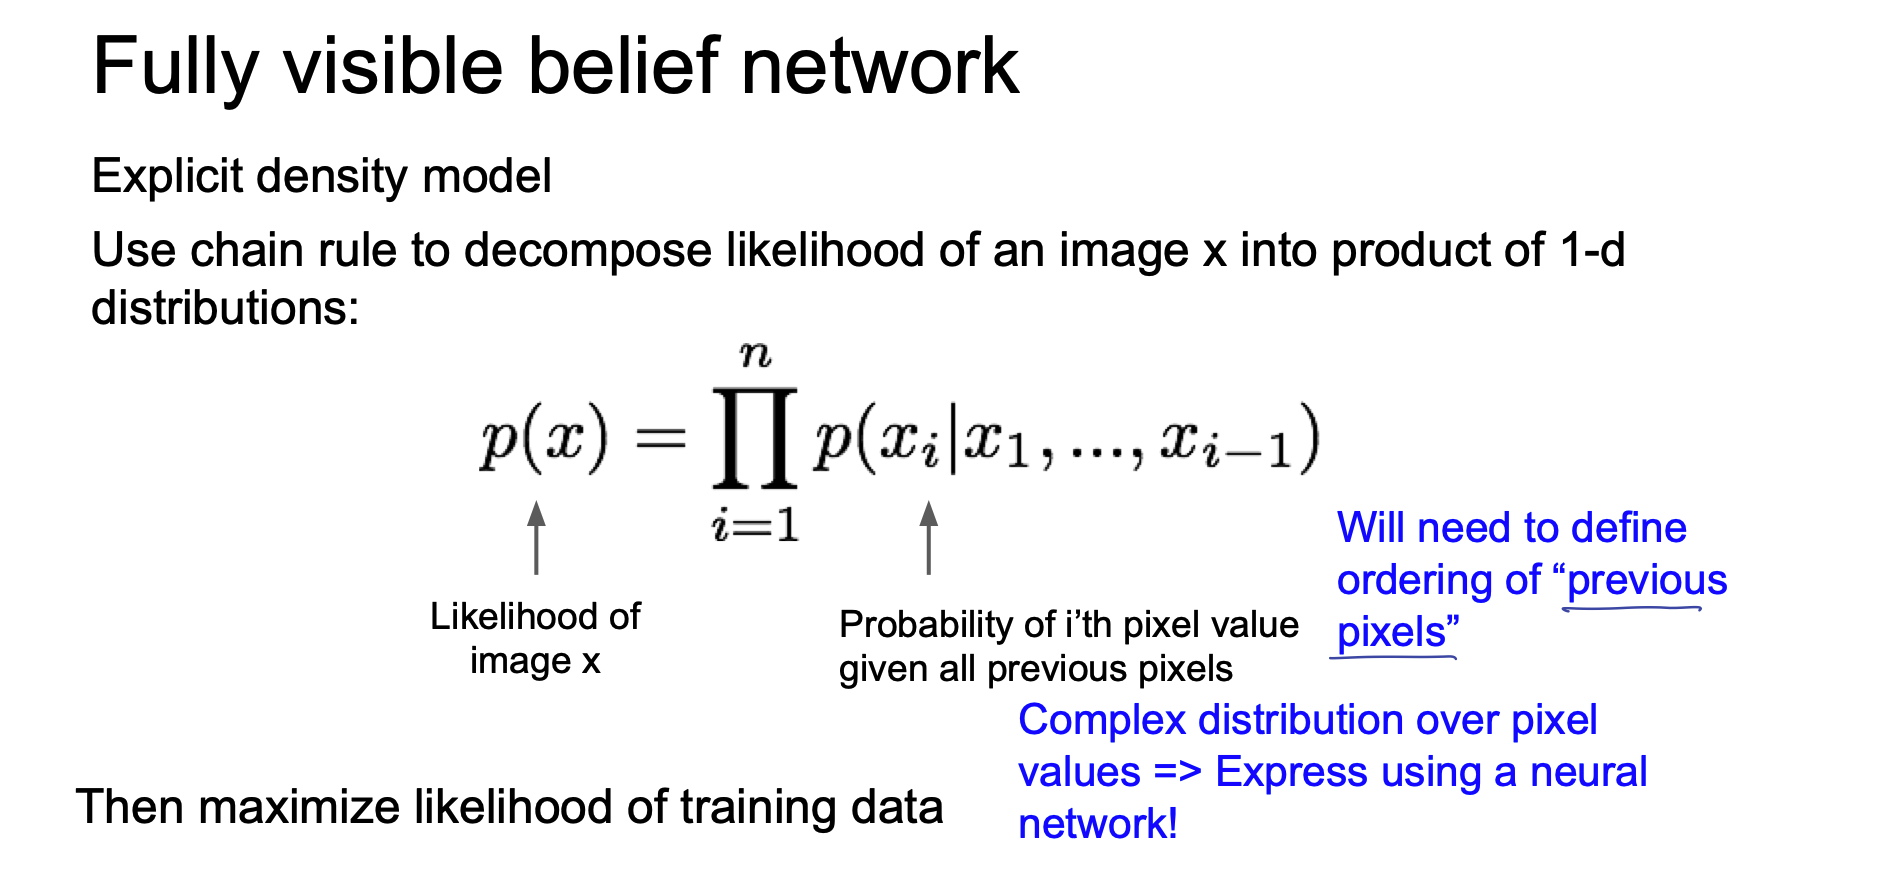 Fully visible belief network
Explicit density model
Use chain rule to decompose likelihood of an image x into product of 1-d
distributions:
p(x) = ∏_{i=1}^{n} p(x_i|x_1, ..., x_{i−1})
Likelihood of
image x
Probability of i’th pixel value
given all previous pixels
Will need to define
ordering of “previous
pixels”
Complex distribution over pixel
values => Express using a neural
network!
Then maximize likelihood of training data